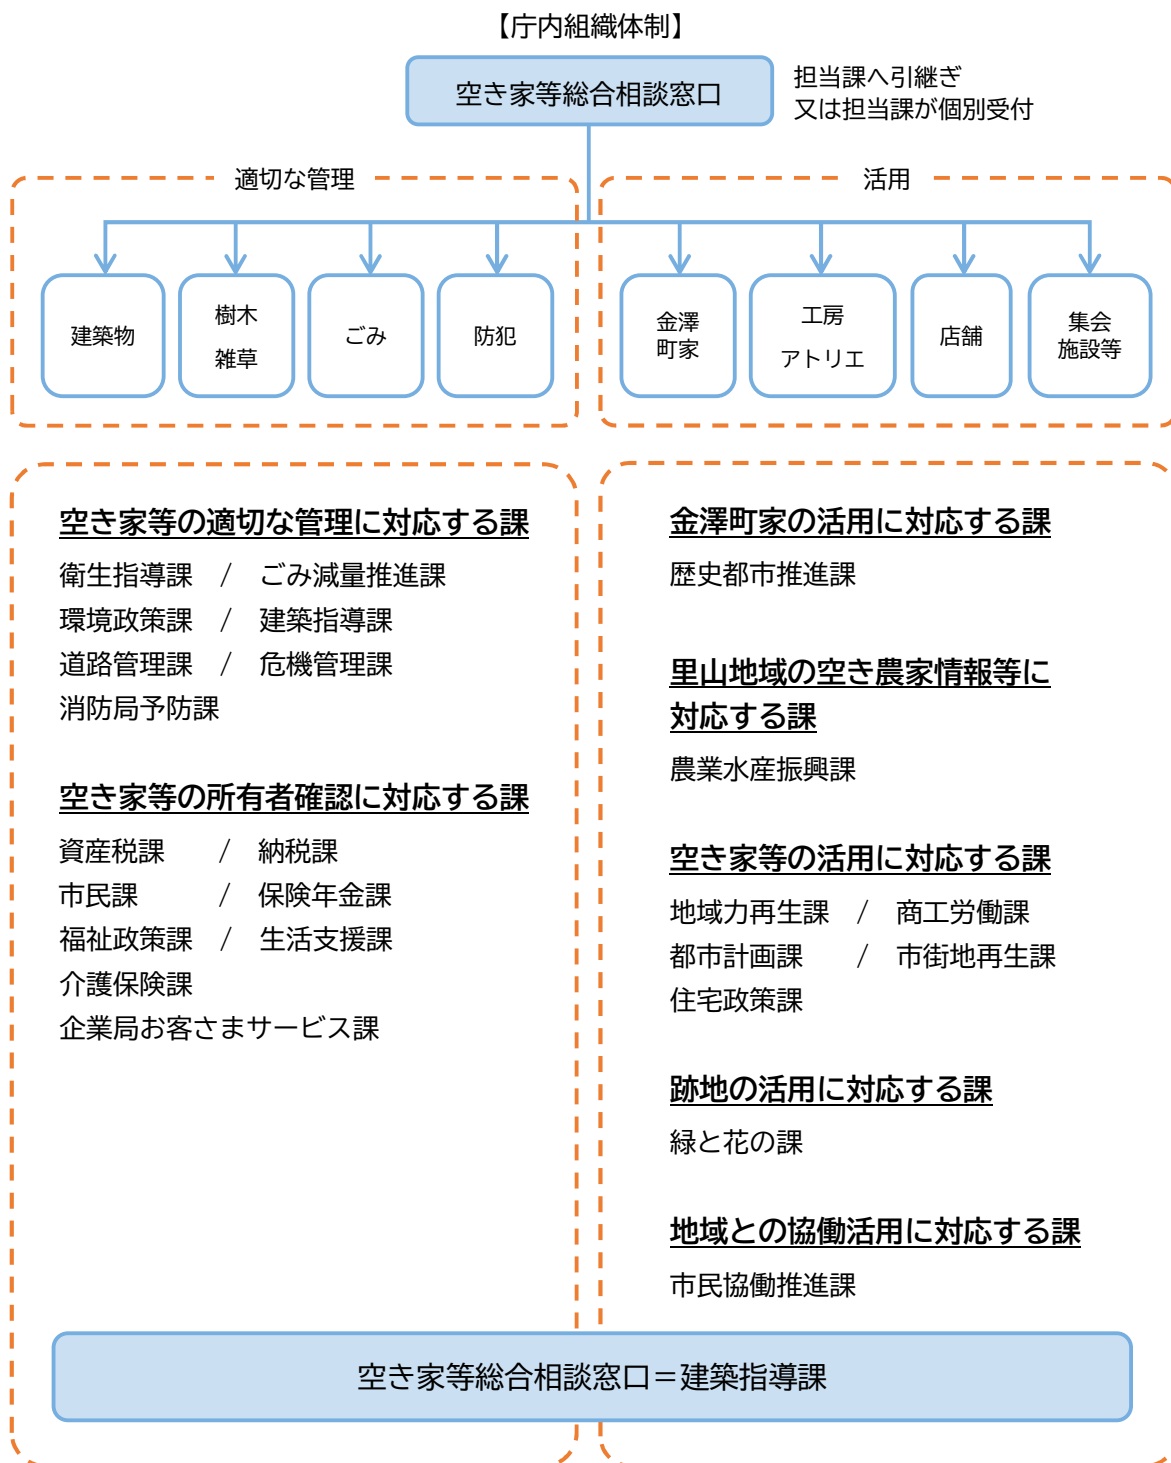 【庁内組織体制】
空き家等総合相談窓口
担当課へ引継ぎ
又は担当課が個別受付
適切な管理
活用
建築物
樹木
雑草
ごみ
防犯
金澤
町家
工房
アトリエ
店舗
集会
施設等
空き家等の適切な管理に対応する課
衛生指導課 / ごみ減量推進課
環境政策課 / 建築指導課
道路管理課 / 危機管理課
消防局予防課
空き家等の所有者確認に対応する課
資産税課 / 納税課
市民課 / 保険年金課
福祉政策課 / 生活支援課
介護保険課
企業局お客さまサービス課
金澤町家の活用に対応する課
歴史都市推進課
里山地域の空き農家情報等に
対応する課
農業水産振興課
空き家等の活用に対応する課
地域力再生課 / 商工労働課
都市計画課 / 市街地再生課
住宅政策課
跡地の活用に対応する課
緑と花の課
地域との協働活用に対応する課
市民協働推進課
空き家等総合相談窓口＝建築指導課